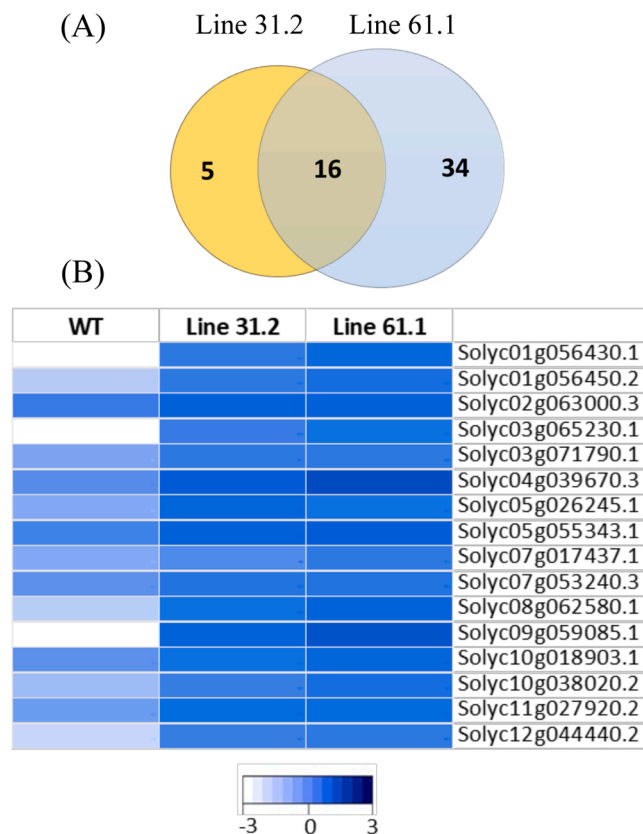 (A)
Line 31.2 Line 61.1
5 16 34
(B)
WT Line 31.2 Line 61.1
Solyc01g056430.1
Solyc01g056450.2
Solyc02g063000.3
Solyc03g065230.1
Solyc03g071790.1
Solyc04g039670.3
Solyc05g026245.1
Solyc05g055343.1
Solyc07g017437.1
Solyc07g053240.3
Solyc08g062580.1
Solyc09g059085.1
Solyc10g018903.1
Solyc10g038020.2
Solyc11g027920.2
Solyc12g044440.2
-3 0 3